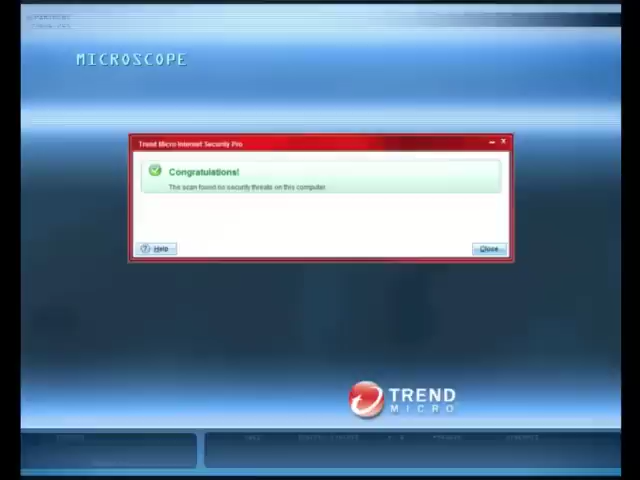 MICROSCOPE
Trend Micro Internet Security Pro
Congratulations!
The scan found no security threats on this computer.
Help
Close
TREND
MICRO